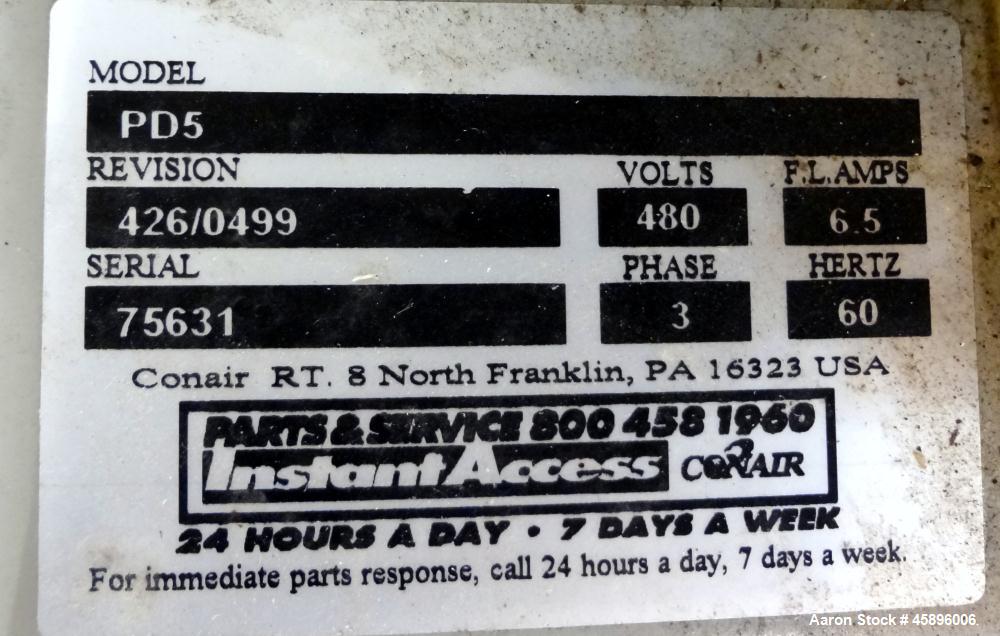 MODEL
PD5
REVISION VOLTS F.L.AMPS
426/0499 480 6.5
SERIAL PHASE HERTZ
75631 3 60
Conair RT. 8 North Franklin, PA 16323 USA
PARTS & SERVICE 800 458 1960
Instant Access CONAIR
24 HOURS A DAY • 7 DAYS A WEEK
For immediate parts response, call 24 hours a day, 7 days a week.
Aaron Stock # 45896006